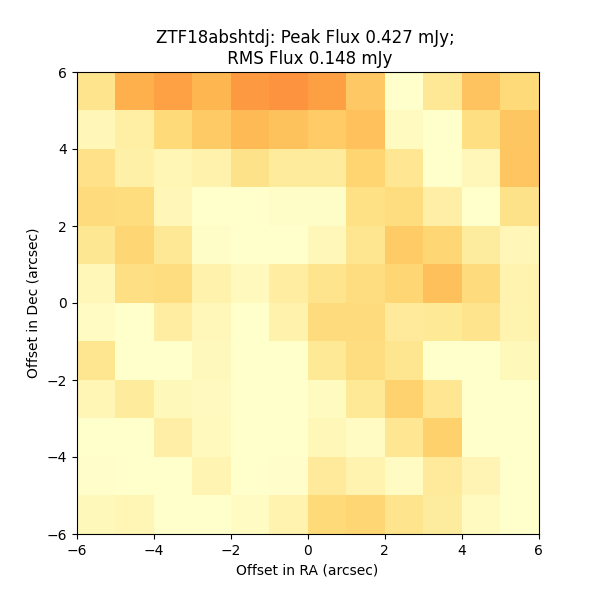 ZTF18abshtdj: Peak Flux 0.427 mJy;
RMS Flux 0.148 mJy
6
4
2
0
−2
−4
−6
Offset in Dec (arcsec)
−6 −4 −2 0 2 4 6
Offset in RA (arcsec)